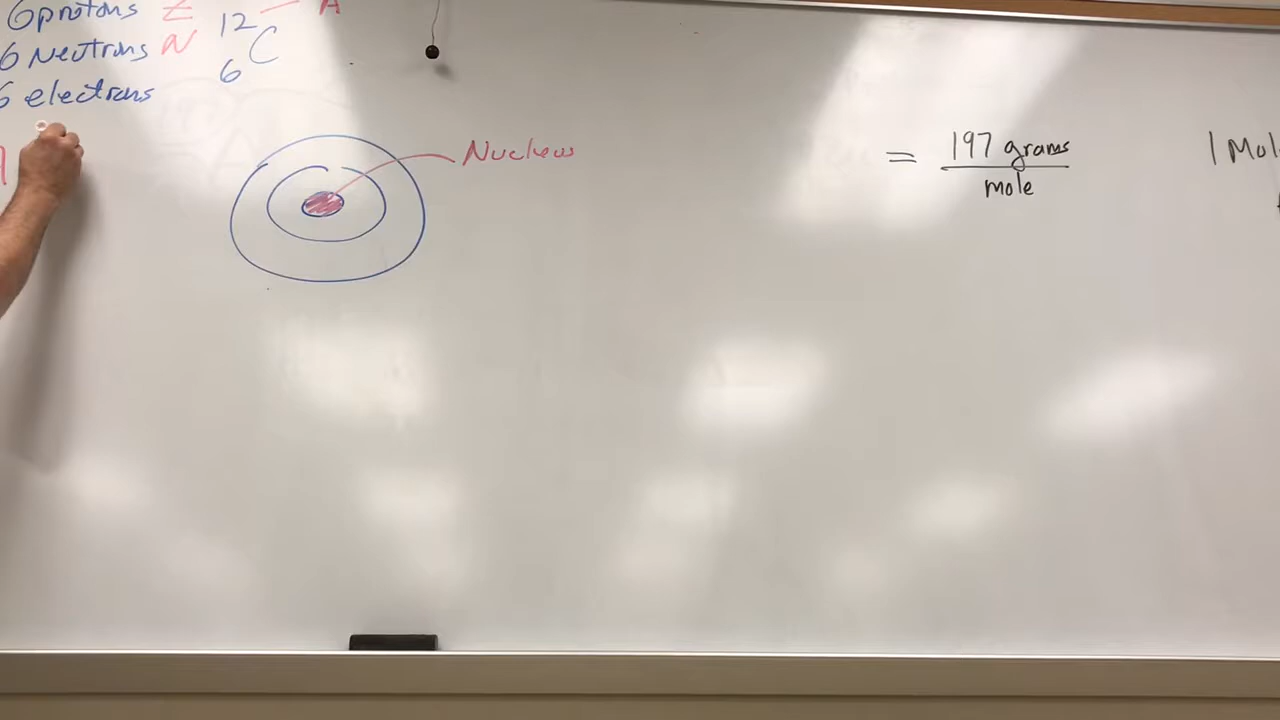 6 protons Z
6 Neutrons N
6 electrons
12 A
6 C
Nucleus
= 197 grams
mole
1 Mol